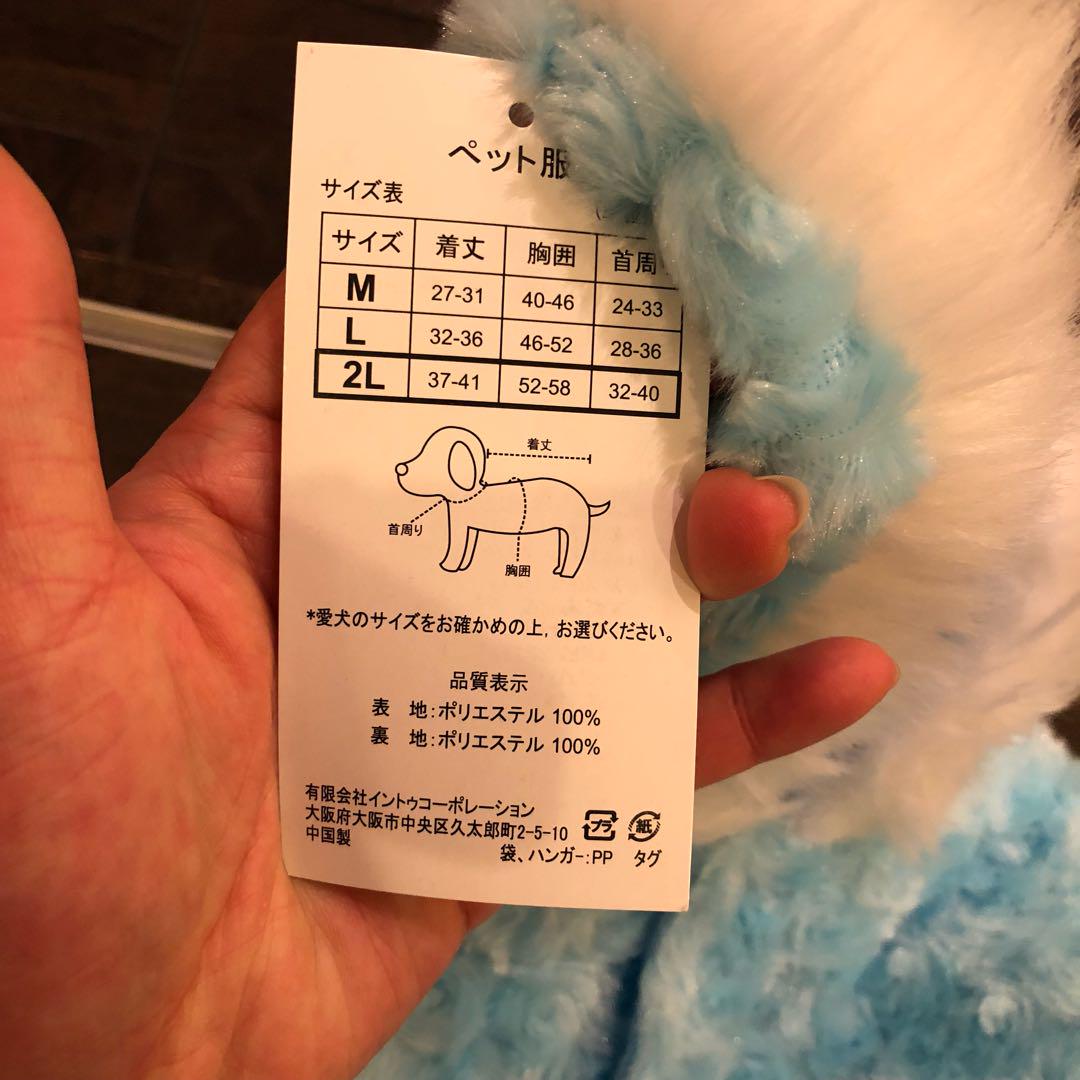 ペット服
サイズ表
サイズ 着丈 胸囲 首周
M 27-31 40-46 24-33
L 32-36 46-52 28-36
2L 37-41 52-58 32-40
着丈
首周り
胸囲
*愛犬のサイズをお確かめの上, お選びください。
品質表示
表 地:ポリエステル 100%
裏 地:ポリエステル 100%
有限会社イントゥコーポレーション
大阪府大阪市中央区久太郎町2-5-10
中国製
プラ 紙
袋、ハンガー:PP タグ